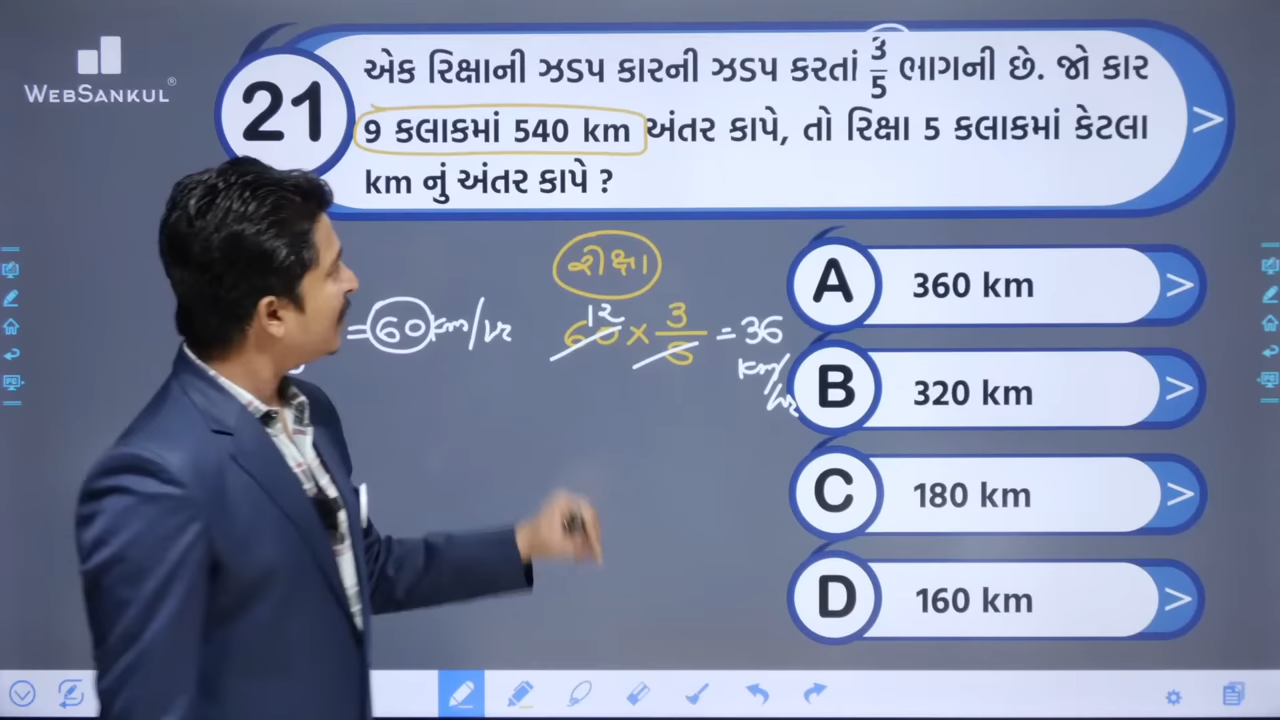 WEBSANKUL®
21
એક રિક્ષાની ઝડપ કારની ઝડપ કરતાં 3/5 ભાગની છે. જો કાર
9 કલાકમાં 540 km અંતર કાપે, તો રિક્ષા 5 કલાકમાં કેટલા
km નું અંતર કાપે ?
= 60 km/hr
રીક્ષા
12
60 × 3/5 = 36
km/hr
A 360 km
B 320 km
C 180 km
D 160 km